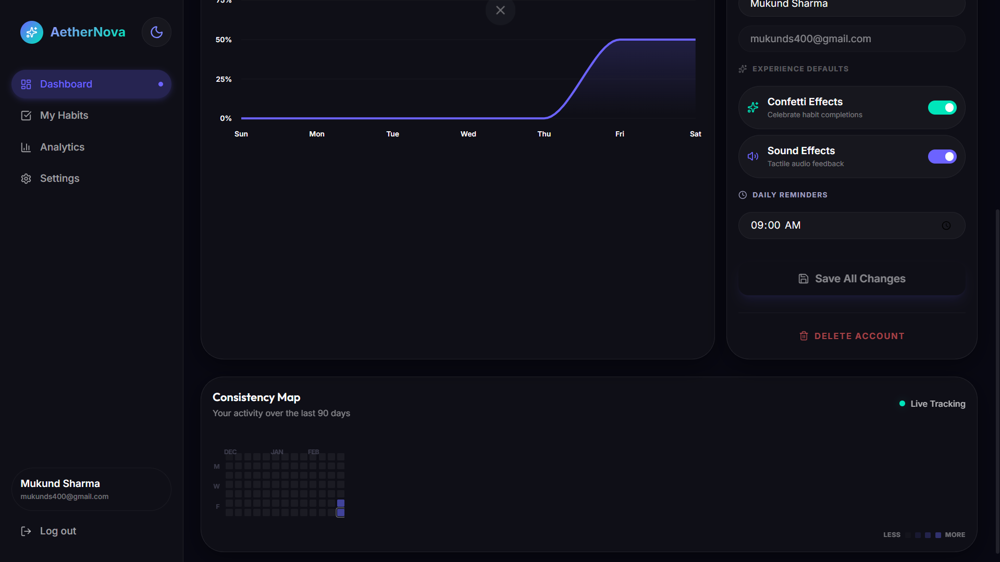 AetherNova
Dashboard
My Habits
Analytics
Settings
Mukund Sharma
mukunds400@gmail.com
Log out
75%
50%
25%
0%
Sun Mon Tue Wed Thu Fri Sat
Mukund Sharma
mukunds400@gmail.com
EXPERIENCE DEFAULTS
Confetti Effects
Celebrate habit completions
Sound Effects
Tactile audio feedback
DAILY REMINDERS
09:00 AM
Save All Changes
DELETE ACCOUNT
Consistency Map
Your activity over the last 90 days
Live Tracking
DEC JAN FEB
M
W
F
LESS MORE